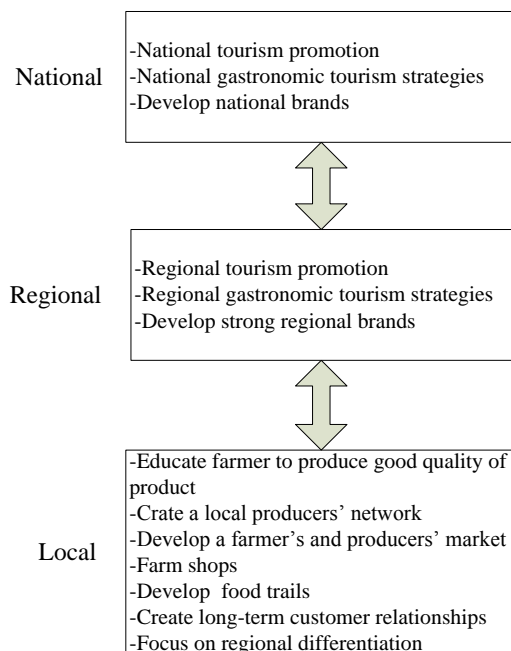 National
-National tourism promotion
-National gastronomic tourism strategies
-Develop national brands
Regional
-Regional tourism promotion
-Regional gastronomic tourism strategies
-Develop strong regional brands
Local
-Educate farmer to produce good quality of
product
-Crate a local producers’ network
-Develop a farmer’s and producers’ market
-Farm shops
-Develop  food trails
-Create long-term customer relationships
-Focus on regional differentiation